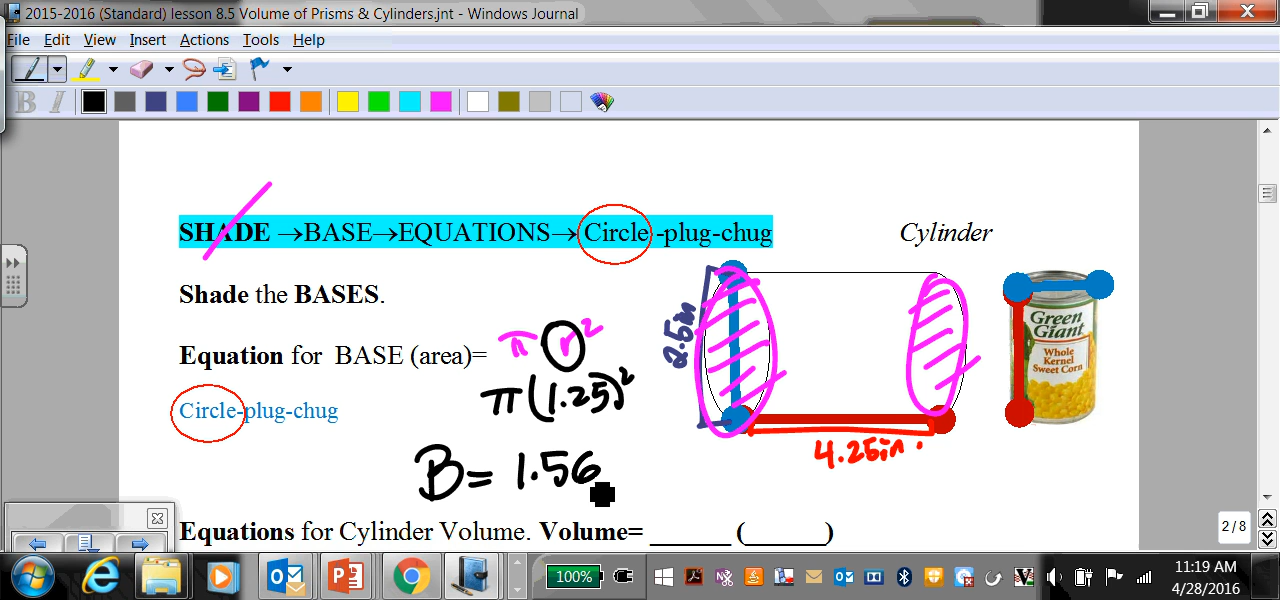 2015-2016 (Standard) lesson 8.5 Volume of Prisms & Cylinders.jnt - Windows Journal
File Edit View Insert Actions Tools Help
B I
SHADE →BASE→EQUATIONS→ Circle -plug-chug
Cylinder
Shade the BASES.
2.5in
Green
Giant
Whole
Kernel
Sweet Corn
Equation for BASE (area)= π r²
π(1.25)²
Circle-plug-chug
4.25in.
B = 1.56
Equations for Cylinder Volume. Volume= ______ (______)
2 / 8
100%
11:19 AM
4/28/2016